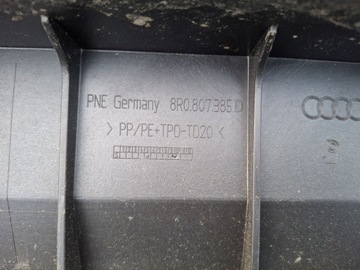 PNE Germany 8R0.807.385.D
> PP/PE+TPO-TD20 <